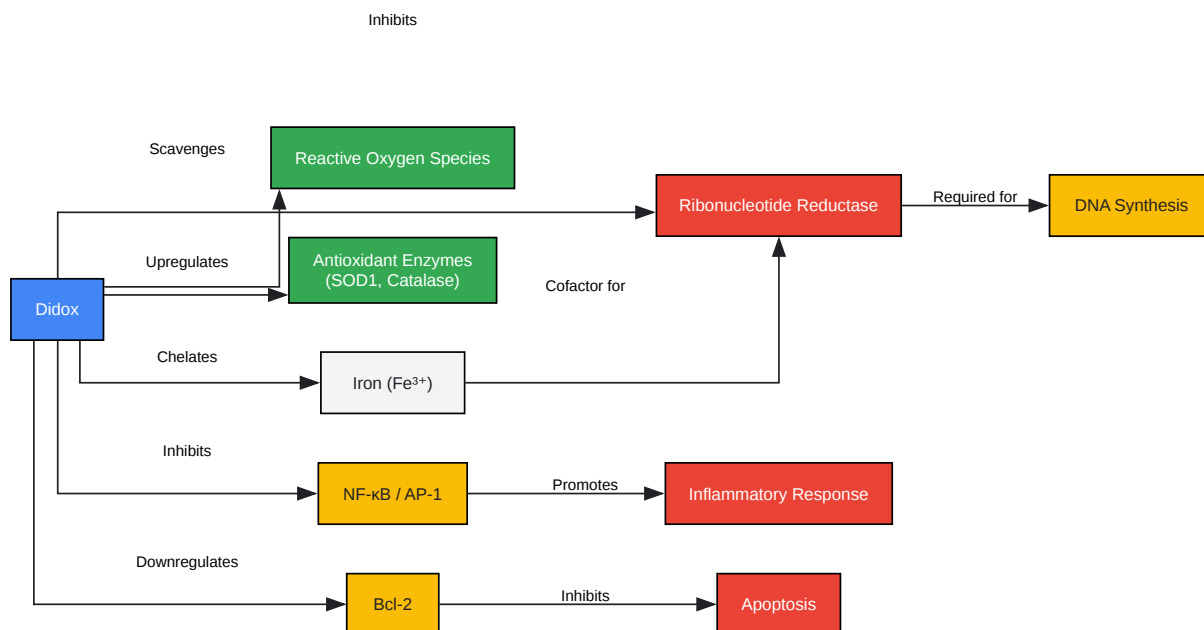 Inhibits
Scavenges
Reactive Oxygen Species
Ribonucleotide Reductase
Required for
DNA Synthesis
Upregulates
Antioxidant Enzymes
(SOD1, Catalase)
Cofactor for
Didox
Chelates
Iron (Fe³⁺)
Inhibits
NF-κB / AP-1
Promotes
Inflammatory Response
Downregulates
Bcl-2
Inhibits
Apoptosis